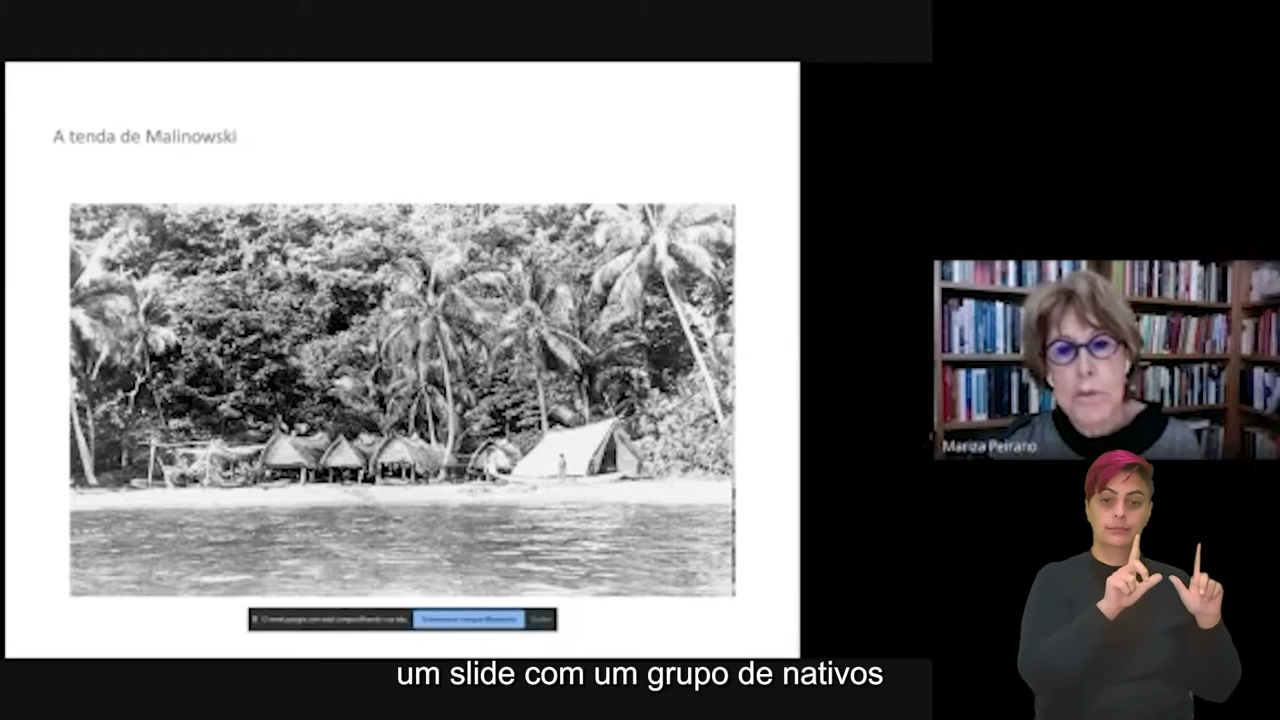 A tenda de Malinowski
Mariza Peirano
um slide com um grupo de nativos